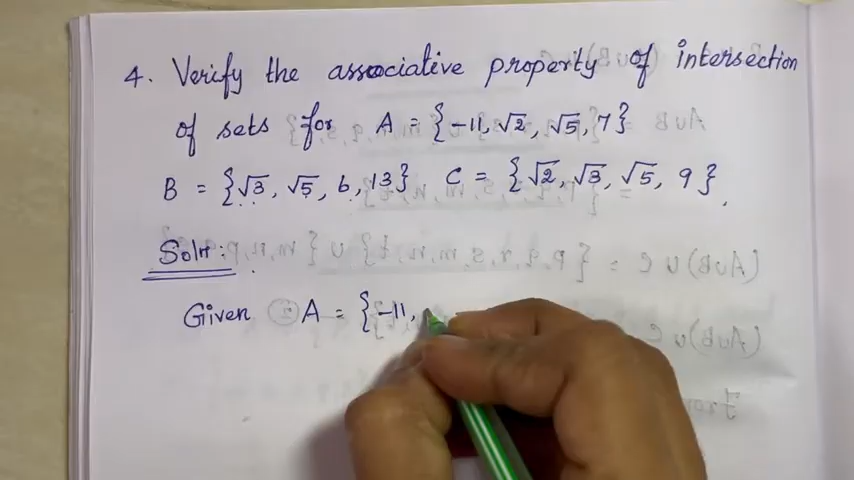 4. Verify the associative property of intersection
of sets for A = {-11, √2, √5, 7}
B = {√3, √5, 6, 13} C = {√2, √3, √5, 9}.
Soln:
Given A = {-11,